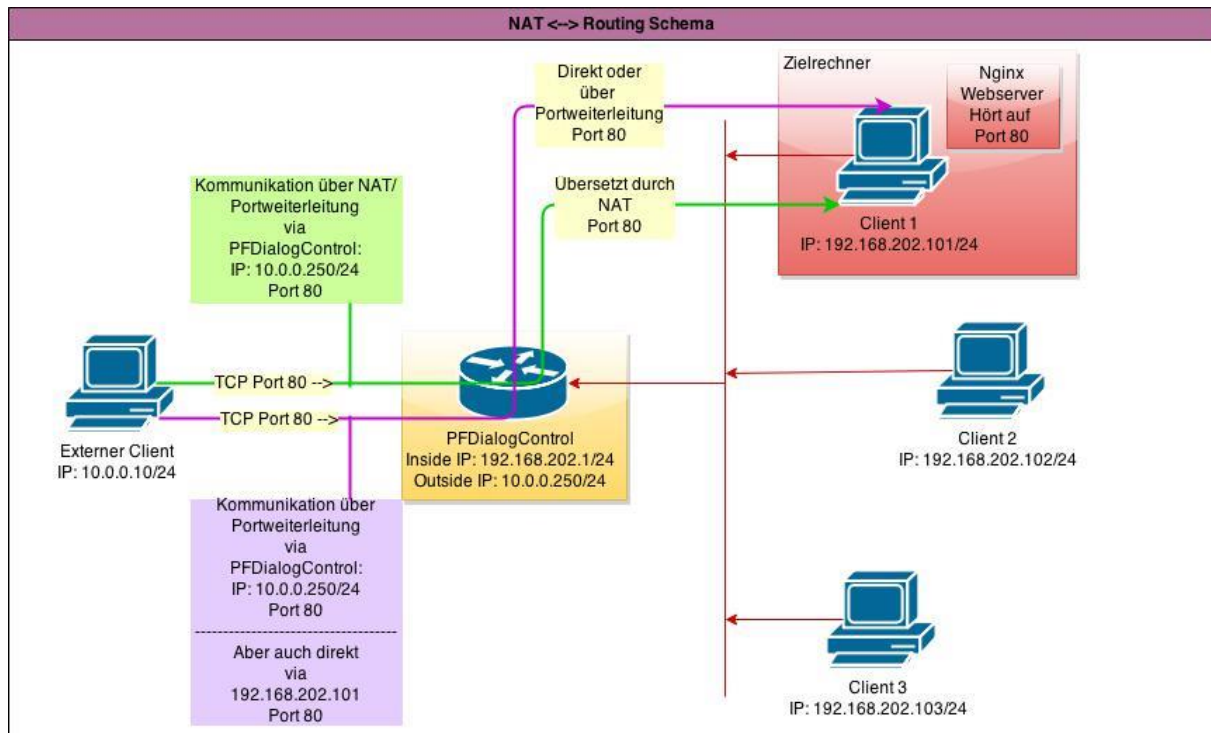 NAT <--> Routing Schema
Zielrechner
Nginx
Webserver
Hört auf
Port 80
Direkt oder
über
Portweiterleitung
Port 80
Kommunikation über NAT/
Portweiterleitung
via
PFDialogControl:
IP: 10.0.0.250/24
Port 80
Übersetzt durch
NAT
Port 80
Client 1
IP: 192.168.202.101/24
TCP Port 80 -->
TCP Port 80 -->
Externer Client
IP: 10.0.0.10/24
PFDialogControl
Inside IP: 192.168.202.1/24
Outside IP: 10.0.0.250/24
Client 2
IP: 192.168.202.102/24
Kommunikation über
Portweiterleitung
via
PFDialogControl:
IP: 10.0.0.250/24
Port 80
------------------------------------
Aber auch direkt
via
192.168.202.101
Port 80
Client 3
IP: 192.168.202.103/24